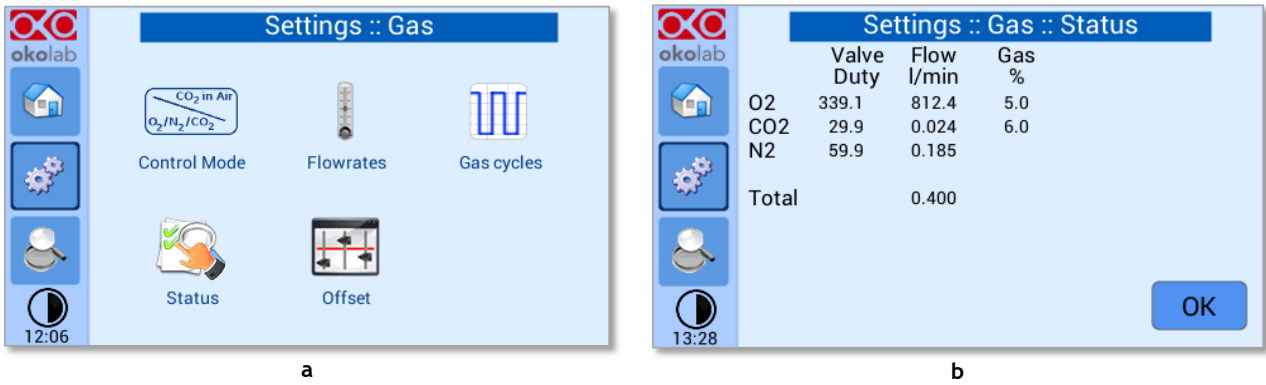 Settings :: Gas
okolab
CO2 in Air
O2/N2/CO2
Control Mode
Flowrates
Gas cycles
Status
Offset
12:06
a
Settings :: Gas :: Status
okolab
Valve Flow Gas
Duty l/min %
O2 339.1 812.4 5.0
CO2 29.9 0.024 6.0
N2 59.9 0.185
Total 0.400
OK
13:28
b